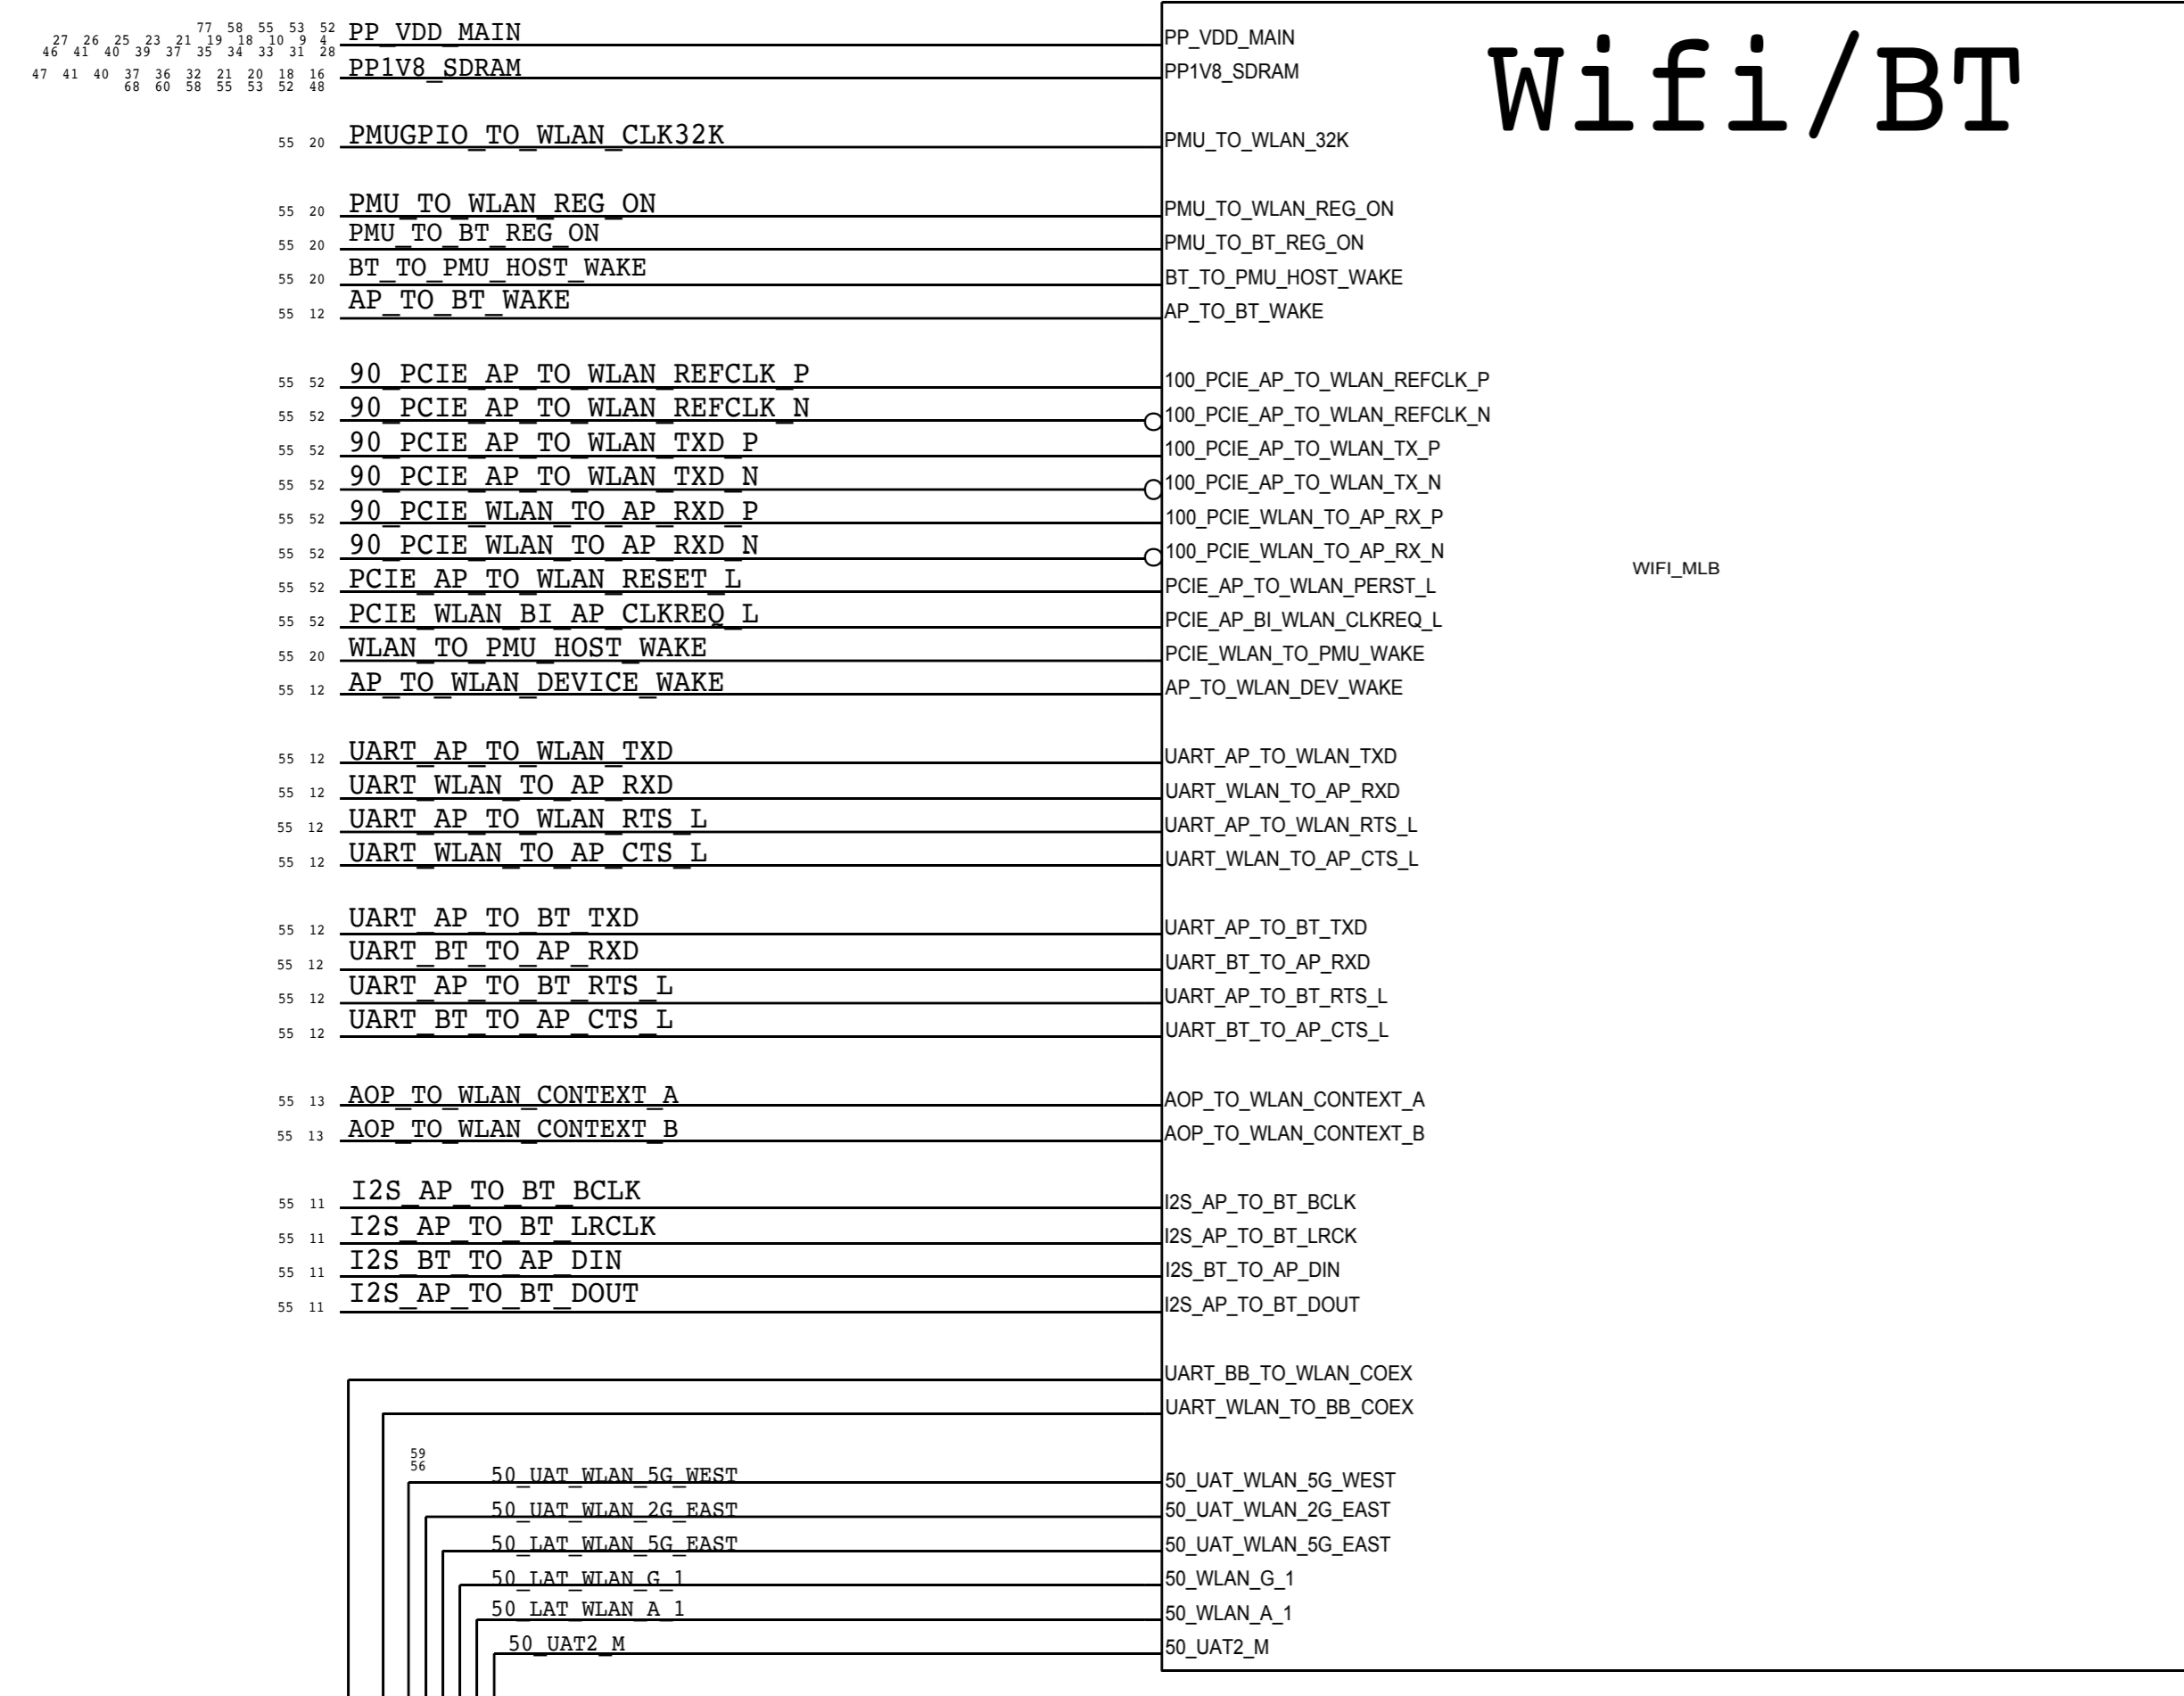 Wifi/BT
77 58 55 53 52
27 26 25 23 21 19 18 10 9 4
46 41 40 39 37 35 34 33 31 28
PP_VDD_MAIN PP_VDD_MAIN
47 41 40 37 36 32 21 20 18 16
68 60 58 55 53 52 48
PP1V8_SDRAM PP1V8_SDRAM
55 20 PMUGPIO_TO_WLAN_CLK32K PMU_TO_WLAN_32K
55 20 PMU_TO_WLAN_REG_ON PMU_TO_WLAN_REG_ON
55 20 PMU_TO_BT_REG_ON PMU_TO_BT_REG_ON
55 20 BT_TO_PMU_HOST_WAKE BT_TO_PMU_HOST_WAKE
55 12 AP_TO_BT_WAKE AP_TO_BT_WAKE
55 52 90_PCIE_AP_TO_WLAN_REFCLK_P 100_PCIE_AP_TO_WLAN_REFCLK_P
55 52 90_PCIE_AP_TO_WLAN_REFCLK_N 100_PCIE_AP_TO_WLAN_REFCLK_N
55 52 90_PCIE_AP_TO_WLAN_TXD_P 100_PCIE_AP_TO_WLAN_TX_P
55 52 90_PCIE_AP_TO_WLAN_TXD_N 100_PCIE_AP_TO_WLAN_TX_N
55 52 90_PCIE_WLAN_TO_AP_RXD_P 100_PCIE_WLAN_TO_AP_RX_P
55 52 90_PCIE_WLAN_TO_AP_RXD_N 100_PCIE_WLAN_TO_AP_RX_N
WIFI_MLB
55 52 PCIE_AP_TO_WLAN_RESET_L PCIE_AP_TO_WLAN_PERST_L
55 52 PCIE_WLAN_BI_AP_CLKREQ_L PCIE_AP_BI_WLAN_CLKREQ_L
55 20 WLAN_TO_PMU_HOST_WAKE PCIE_WLAN_TO_PMU_WAKE
55 12 AP_TO_WLAN_DEVICE_WAKE AP_TO_WLAN_DEV_WAKE
55 12 UART_AP_TO_WLAN_TXD UART_AP_TO_WLAN_TXD
55 12 UART_WLAN_TO_AP_RXD UART_WLAN_TO_AP_RXD
55 12 UART_AP_TO_WLAN_RTS_L UART_AP_TO_WLAN_RTS_L
55 12 UART_WLAN_TO_AP_CTS_L UART_WLAN_TO_AP_CTS_L
55 12 UART_AP_TO_BT_TXD UART_AP_TO_BT_TXD
55 12 UART_BT_TO_AP_RXD UART_BT_TO_AP_RXD
55 12 UART_AP_TO_BT_RTS_L UART_AP_TO_BT_RTS_L
55 12 UART_BT_TO_AP_CTS_L UART_BT_TO_AP_CTS_L
55 13 AOP_TO_WLAN_CONTEXT_A AOP_TO_WLAN_CONTEXT_A
55 13 AOP_TO_WLAN_CONTEXT_B AOP_TO_WLAN_CONTEXT_B
55 11 I2S_AP_TO_BT_BCLK I2S_AP_TO_BT_BCLK
55 11 I2S_AP_TO_BT_LRCLK I2S_AP_TO_BT_LRCK
55 11 I2S_BT_TO_AP_DIN I2S_BT_TO_AP_DIN
55 11 I2S_AP_TO_BT_DOUT I2S_AP_TO_BT_DOUT
UART_BB_TO_WLAN_COEX
UART_WLAN_TO_BB_COEX
59
56
50_UAT_WLAN_5G_WEST 50_UAT_WLAN_5G_WEST
50_UAT_WLAN_2G_EAST 50_UAT_WLAN_2G_EAST
50_LAT_WLAN_5G_EAST 50_UAT_WLAN_5G_EAST
50_LAT_WLAN_G_1 50_WLAN_G_1
50_LAT_WLAN_A_1 50_WLAN_A_1
50_UAT2_M 50_UAT2_M